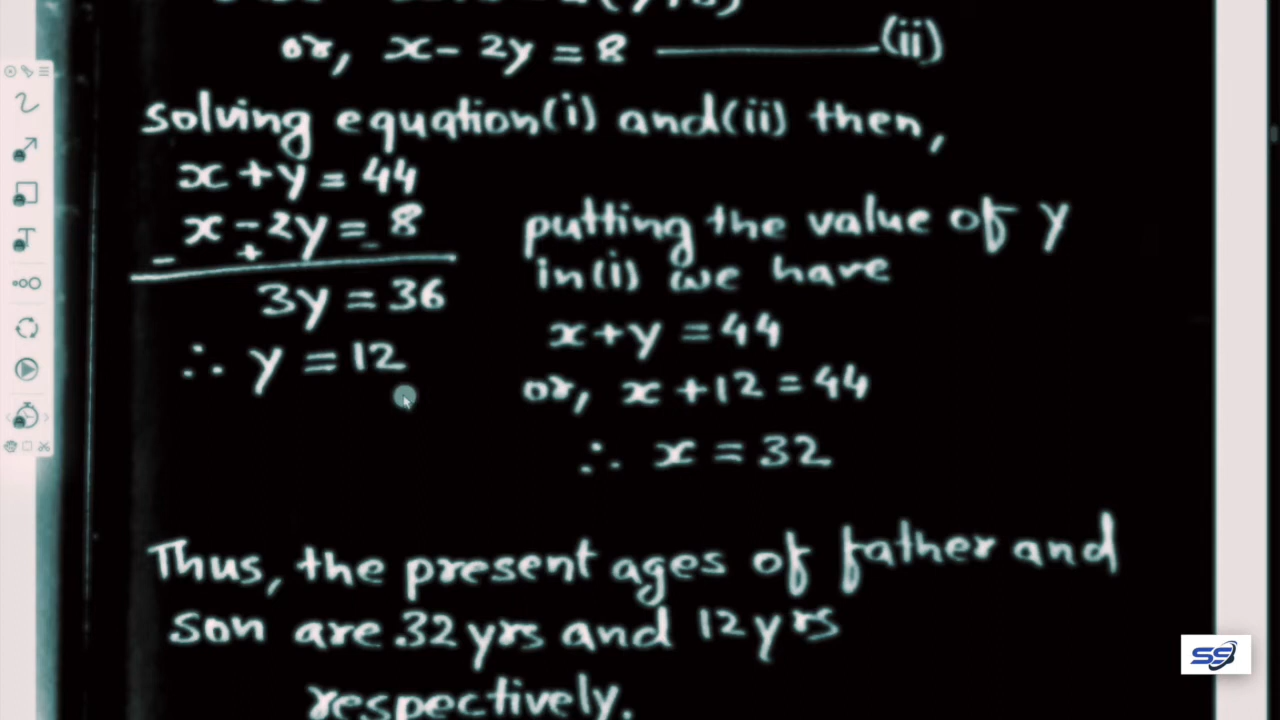 or, x - 2y = 8 ———— (ii)
solving equation(i) and(ii) then,
x + y = 44
x - 2y = 8
- + -
3y = 36
∴ y = 12
putting the value of y
in(i) we have
x + y = 44
or, x + 12 = 44
∴ x = 32
Thus, the present ages of father and
son are 32 yrs and 12 yrs
respectively.
SS